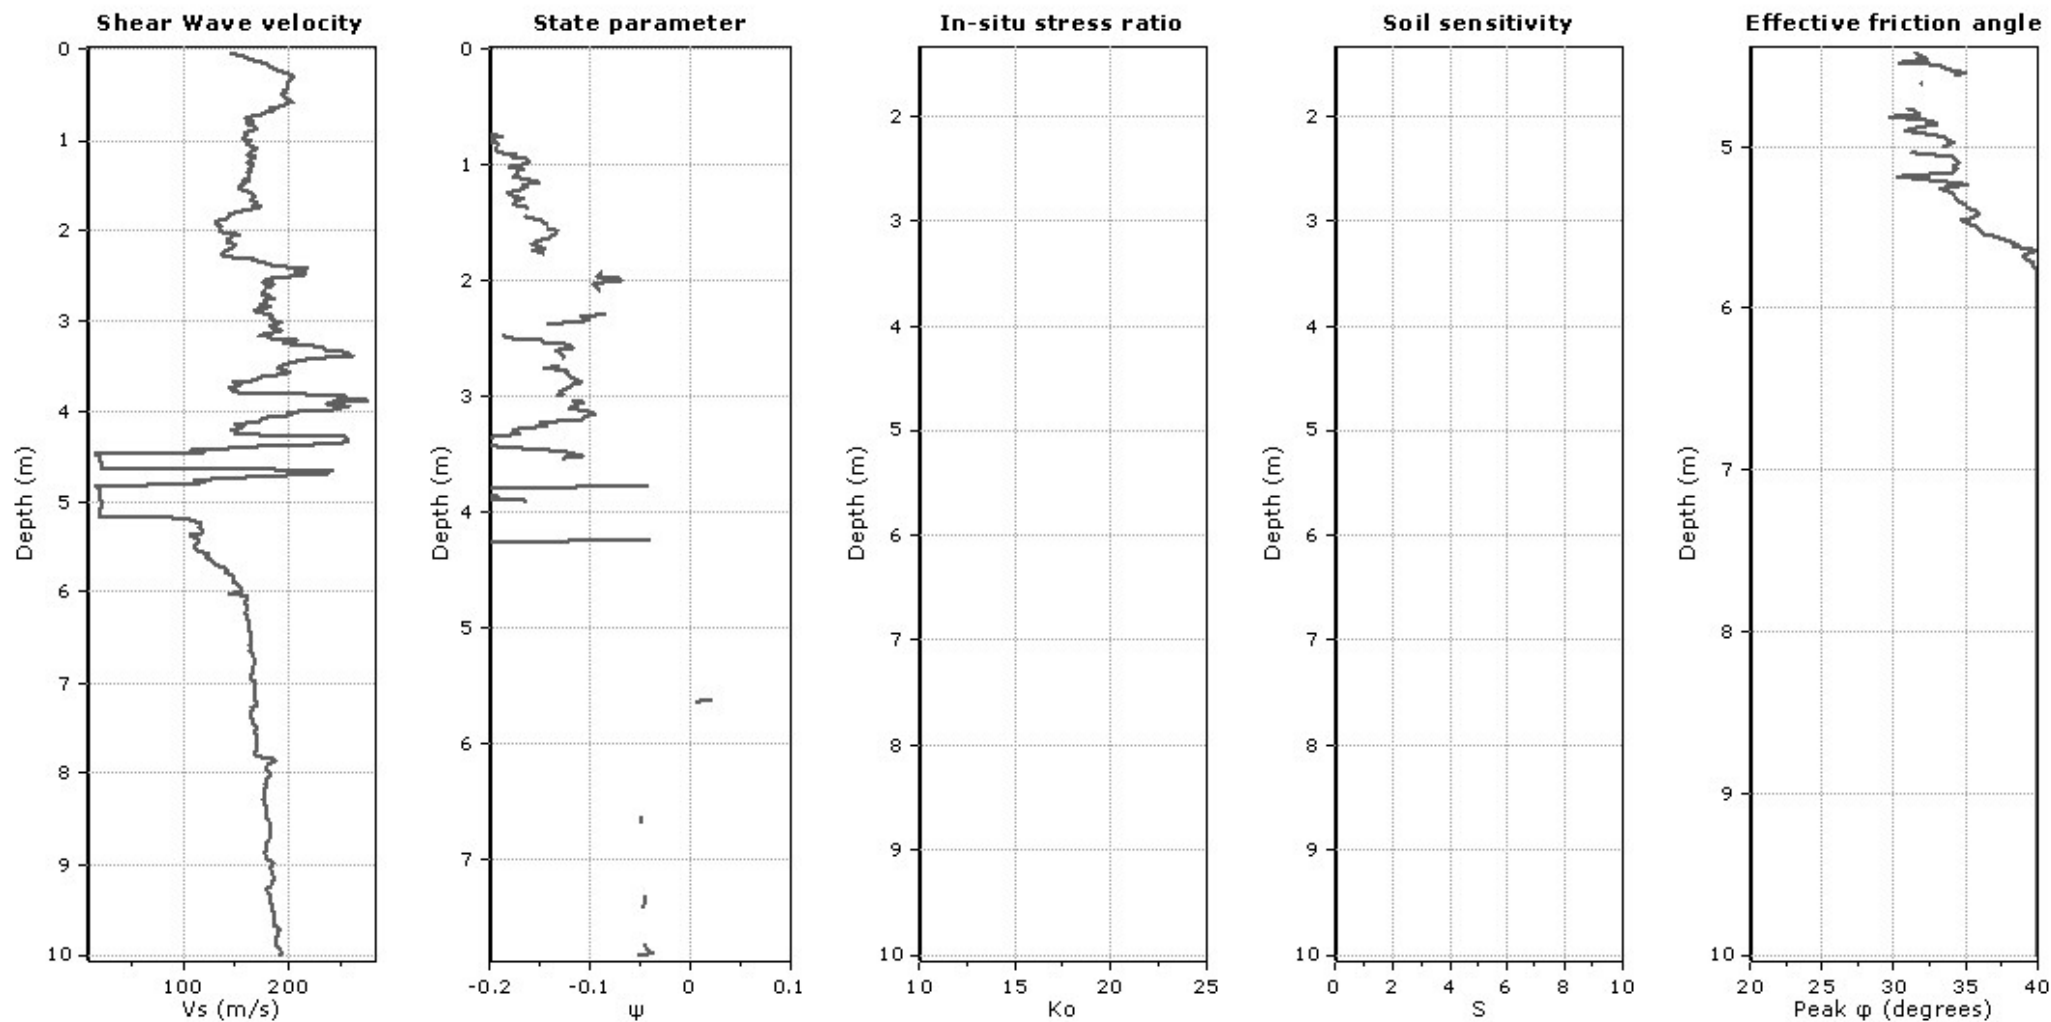 Shear Wave velocity
0
1
2
3
4
5
6
7
8
9
10
Depth (m)
100 200
Vs (m/s)
State parameter
0
1
2
3
4
5
6
7
Depth (m)
-0.2 -0.1 0 0.1
ψ
In-situ stress ratio
2
3
4
5
6
7
8
9
10
Depth (m)
10 15 20 25
Ko
Soil sensitivity
2
3
4
5
6
7
8
9
10
Depth (m)
0 2 4 6 8 10
S
Effective friction angle
5
6
7
8
9
10
Depth (m)
20 25 30 35 40
Peak φ (degrees)